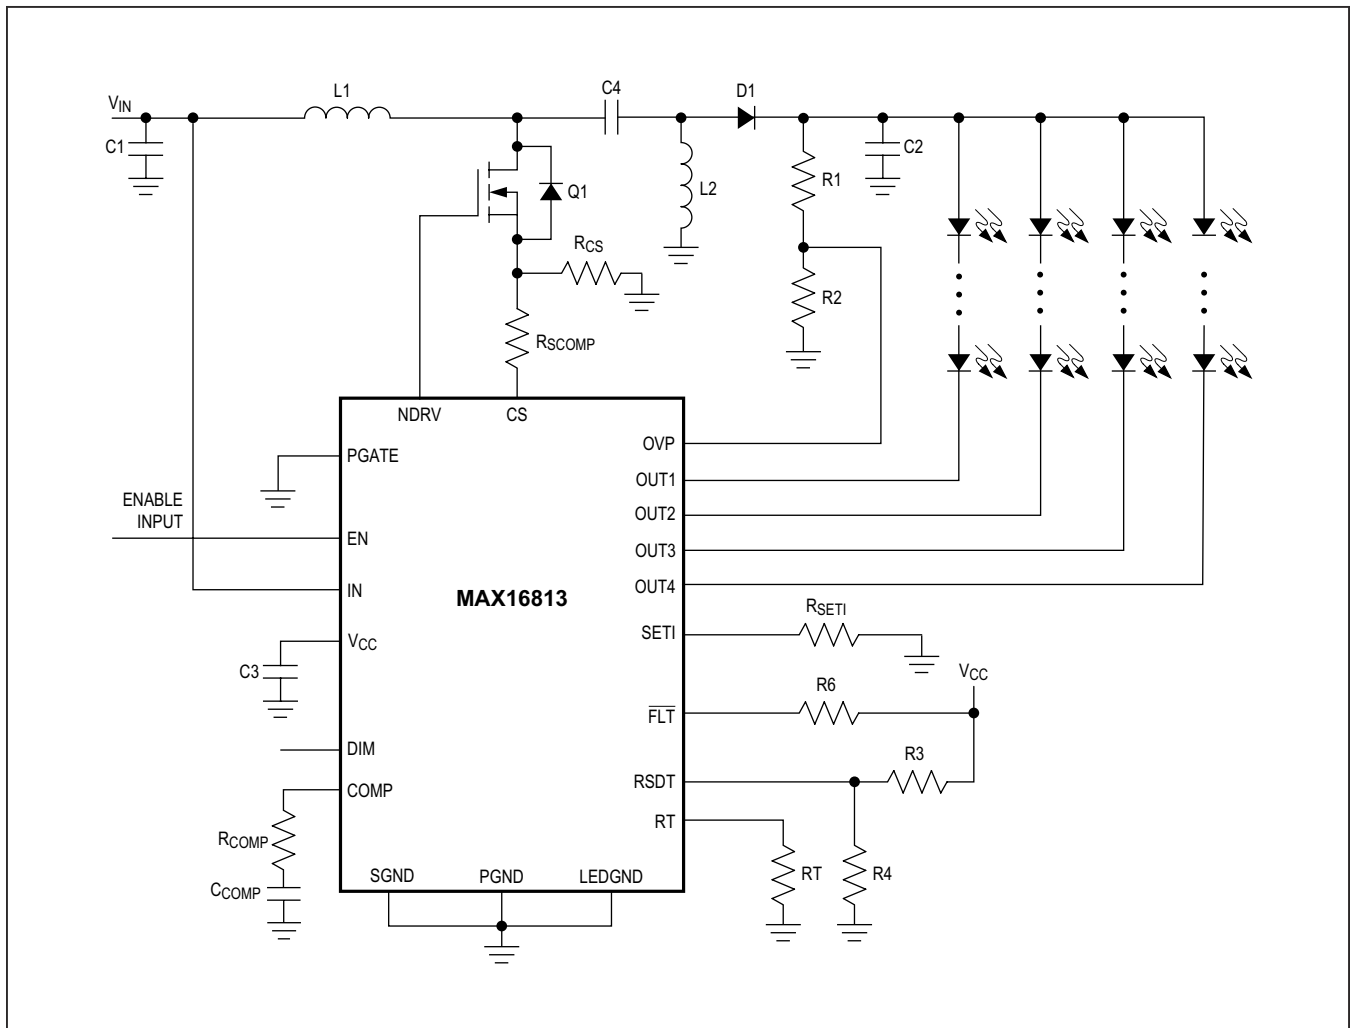 VIN
L1
C4
D1
C1
C2
Q1
L2
R1
RCS
R2
RSCOMP
NDRV
CS
PGATE
OVP
OUT1
ENABLE
INPUT
OUT2
EN
OUT3
IN
OUT4
MAX16813
RSETI
VCC
SETI
C3
VCC
R6
FLT
DIM
R3
RSDT
COMP
RT
RCOMP
RT
R4
SGND
PGND
LEDGND
CCOMP